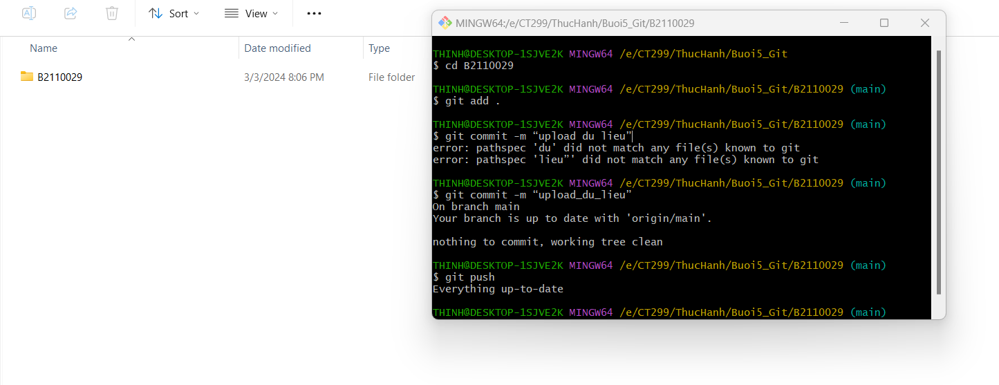 Sort
View
Name
Date modified
Type
B2110029
3/3/2024 8:06 PM
File folder
MINGW64:/e/CT299/ThucHanh/Buoi5_Git/B2110029
THINH@DESKTOP-1SJVE2K MINGW64 /e/CT299/ThucHanh/Buoi5_Git
$ cd B2110029
THINH@DESKTOP-1SJVE2K MINGW64 /e/CT299/ThucHanh/Buoi5_Git/B2110029 (main)
$ git add .
THINH@DESKTOP-1SJVE2K MINGW64 /e/CT299/ThucHanh/Buoi5_Git/B2110029 (main)
$ git commit -m “upload du lieu”
error: pathspec 'du' did not match any file(s) known to git
error: pathspec 'lieu”' did not match any file(s) known to git
THINH@DESKTOP-1SJVE2K MINGW64 /e/CT299/ThucHanh/Buoi5_Git/B2110029 (main)
$ git commit -m “upload_du_lieu”
On branch main
Your branch is up to date with 'origin/main'.
nothing to commit, working tree clean
THINH@DESKTOP-1SJVE2K MINGW64 /e/CT299/ThucHanh/Buoi5_Git/B2110029 (main)
$ git push
Everything up-to-date
THINH@DESKTOP-1SJVE2K MINGW64 /e/CT299/ThucHanh/Buoi5_Git/B2110029 (main)